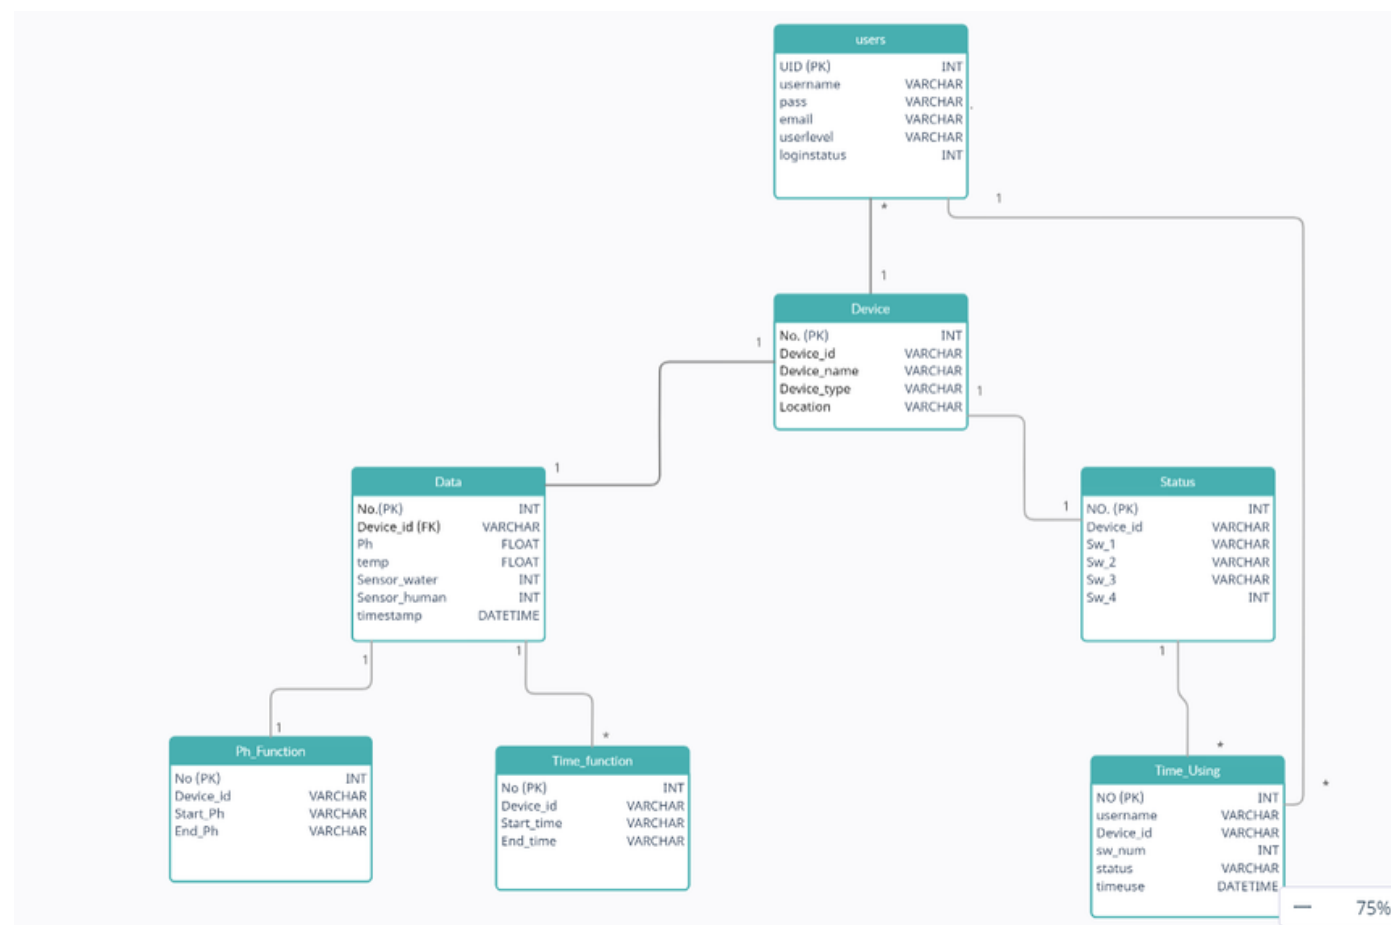 users
UID (PK) INT
username VARCHAR
pass VARCHAR
email VARCHAR
userlevel VARCHAR
loginstatus INT
* 1
1
Device
No. (PK) INT
Device_id VARCHAR
Device_name VARCHAR
Device_type VARCHAR
Location VARCHAR
1
1
1
Data
No.(PK) INT
Device_id (FK) VARCHAR
Ph FLOAT
temp FLOAT
Sensor_water INT
Sensor_human INT
timestamp DATETIME
1
Status
NO. (PK) INT
Device_id VARCHAR
Sw_1 VARCHAR
Sw_2 VARCHAR
Sw_3 VARCHAR
Sw_4 INT
1 1
1
1
Ph_Function
No (PK) INT
Device_id VARCHAR
Start_Ph VARCHAR
End_Ph VARCHAR
*
Time_function
No (PK) INT
Device_id VARCHAR
Start_time VARCHAR
End_time VARCHAR
*
*
Time_Using
NO (PK) INT
username VARCHAR
Device_id VARCHAR
sw_num INT
status VARCHAR
timeuse DATETIME
— 75%